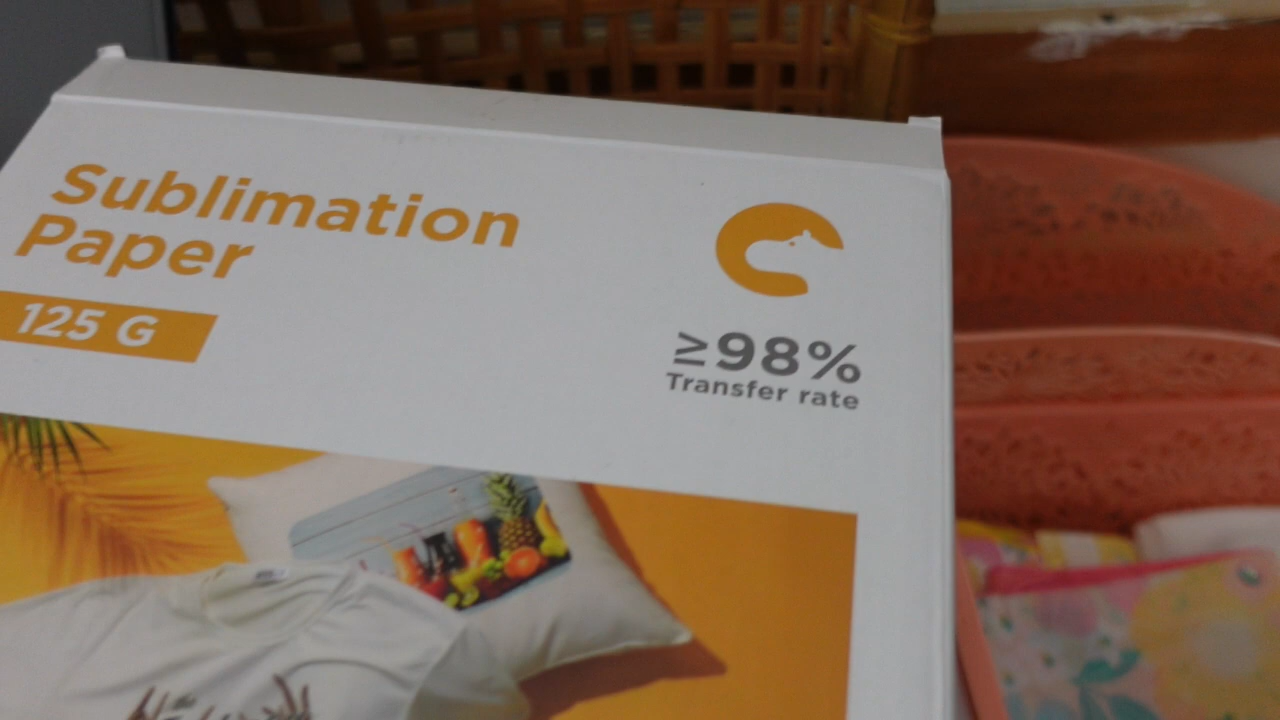 Sublimation
Paper
125 G
≥98%
Transfer rate